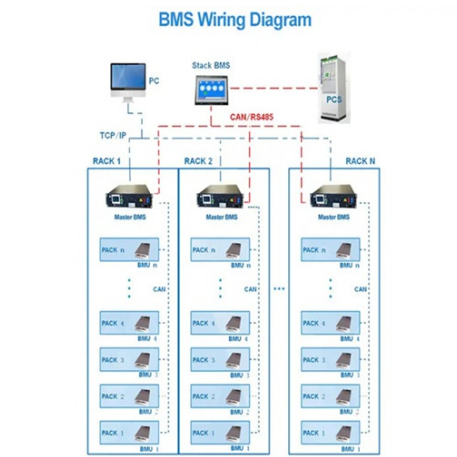 BMS Wiring Diagram
Stack BMS
PC
PCS
CAN/RS485
TCP/IP
RACK 1
RACK 2
RACK N
Master BMS
Master BMS
Master BMS
PACK n
BMU n
PACK n
BMU n
PACK n
BMU n
CAN
CAN
CAN
PACK 4
BMU 4
PACK 4
BMU 4
PACK 4
BMU 4
PACK 3
BMU 3
PACK 3
BMU 3
PACK 3
BMU 3
PACK 2
BMU 2
PACK 2
BMU 2
PACK 2
BMU 2
PACK 1
BMU 1
PACK 1
BMU 1
PACK 1
BMU 1